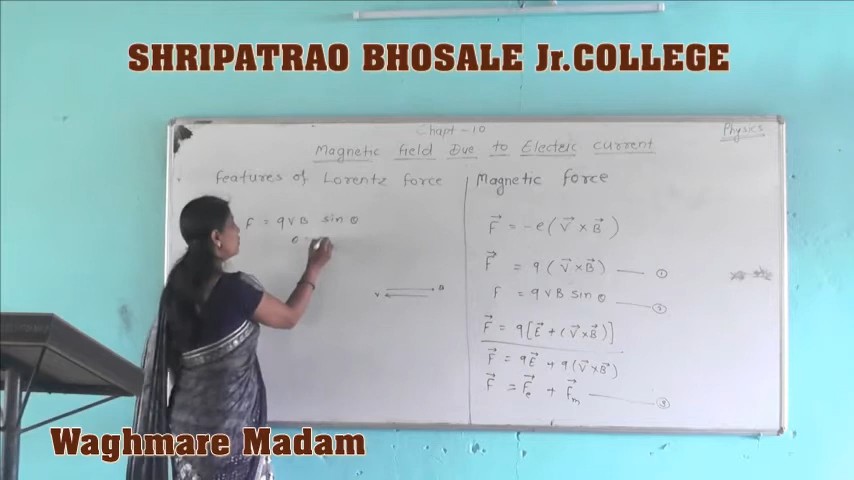 SHRIPATRAO BHOSALE Jr.COLLEGE
Chapt - 10
Physics
Magnetic Field Due to Electric current
Features of Lorentz force
F = qVB sin θ
θ
v B
Magnetic force
F⃗ = -e (V⃗ × B⃗)
F⃗ = q (V⃗ × B⃗) — ①
F = qVB sin θ — ②
F⃗ = q[E⃗ + (V⃗ × B⃗)]
F⃗ = qE⃗ + q(V⃗ × B⃗)
F⃗ = F⃗e + F⃗m — ③
Waghmare Madam